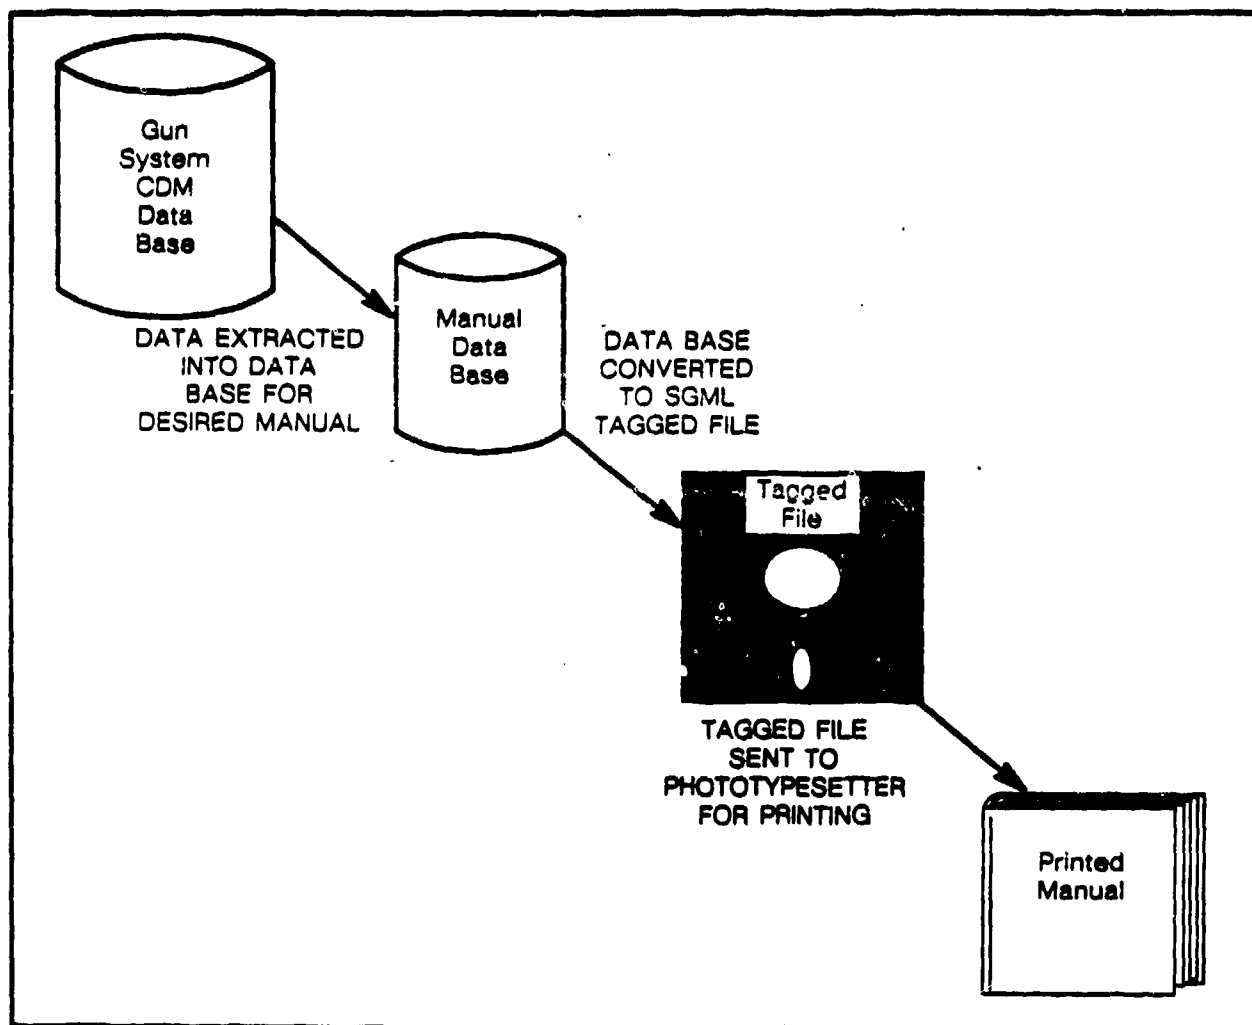 Gun
System
CDM
Data
Base
DATA EXTRACTED
INTO DATA
BASE FOR
DESIRED MANUAL
Manual
Data
Base
DATA BASE
CONVERTED
TO SGML
TAGGED FILE
Tagged
File
TAGGED FILE
SENT TO
PHOTOTYPESETTER
FOR PRINTING
Printed
Manual